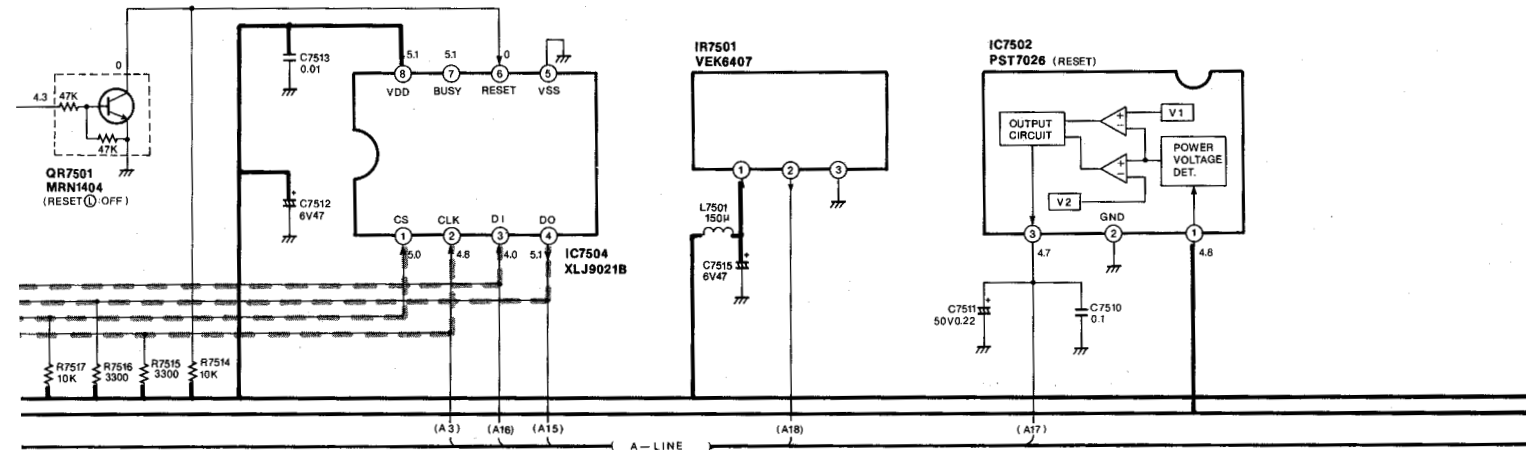 0
4.3
47K
47K
QR7501
MRN1404
(RESET Ⓛ:OFF)
C7513
0.01
C7512
6V47
5.1
5.1
0
8
7
6
5
VDD
BUSY
RESET
VSS
CS
CLK
DI
DO
1
2
3
4
5.0
4.8
4.0
5.1
IC7504
XLJ9021B
R7517
10K
R7516
3300
R7515
3300
R7514
10K
IR7501
VEK6407
1
2
3
L7501
150μ
C7515
6V47
IC7502
PST7026 (RESET)
OUTPUT
CIRCUIT
V1
V2
POWER
VOLTAGE
DET.
GND
3
2
1
4.7
4.8
C7511
50V0.22
C7510
0.1
(A3)
(A16)
(A15)
A-LINE
(A18)
(A17)
+
+
+
+
+
−
+
−